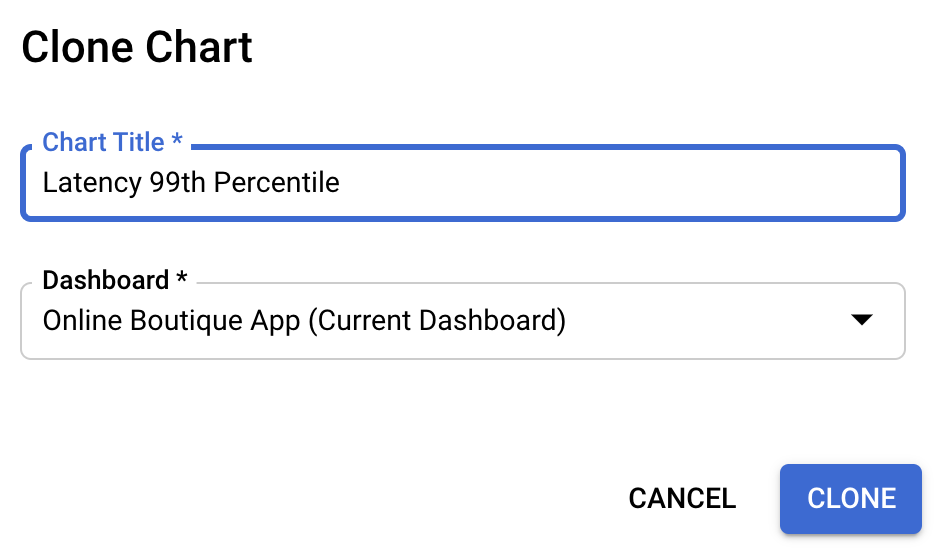 Clone Chart
Chart Title *
Latency 99th Percentile
Dashboard *
Online Boutique App (Current Dashboard)
CANCEL CLONE